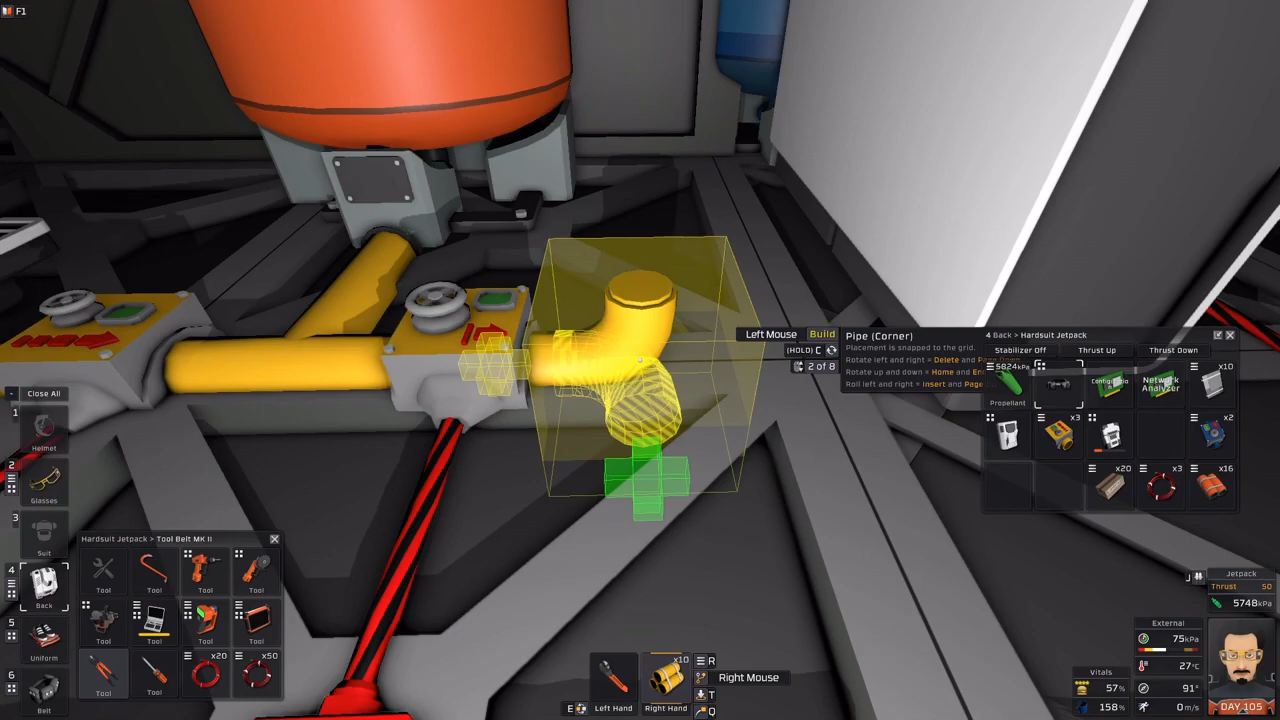 F1
Left Mouse Build
(HOLD) C
2 of 8
Pipe (Corner)
Placement is snapped to the grid.
Rotate left and right = Delete and
Rotate up and down = Home and
Roll left and right = Insert and
4 Back > Hardsuit Jetpack
Stabilizer Off Thrust Up Thrust Down
5824kPa
Propellant
Network
Analyzer
x10
x3
x2
x20
x3
x16
- Close All
1
Helmet
2
Glasses
3
Suit
4
Back
5
Uniform
6
Belt
Hardsuit Jetpack > Tool Belt MK II
Tool Tool Tool Tool
Tool Tool Tool Tool
Tool Tool x20 x50
E Left Hand
x10
Right Hand
R
T
Q
Right Mouse
J
Jetpack
Thrust 50
5748kPa
External
75kPa
27°C
91°
0m/s
Vitals
57%
158%
DAY 105